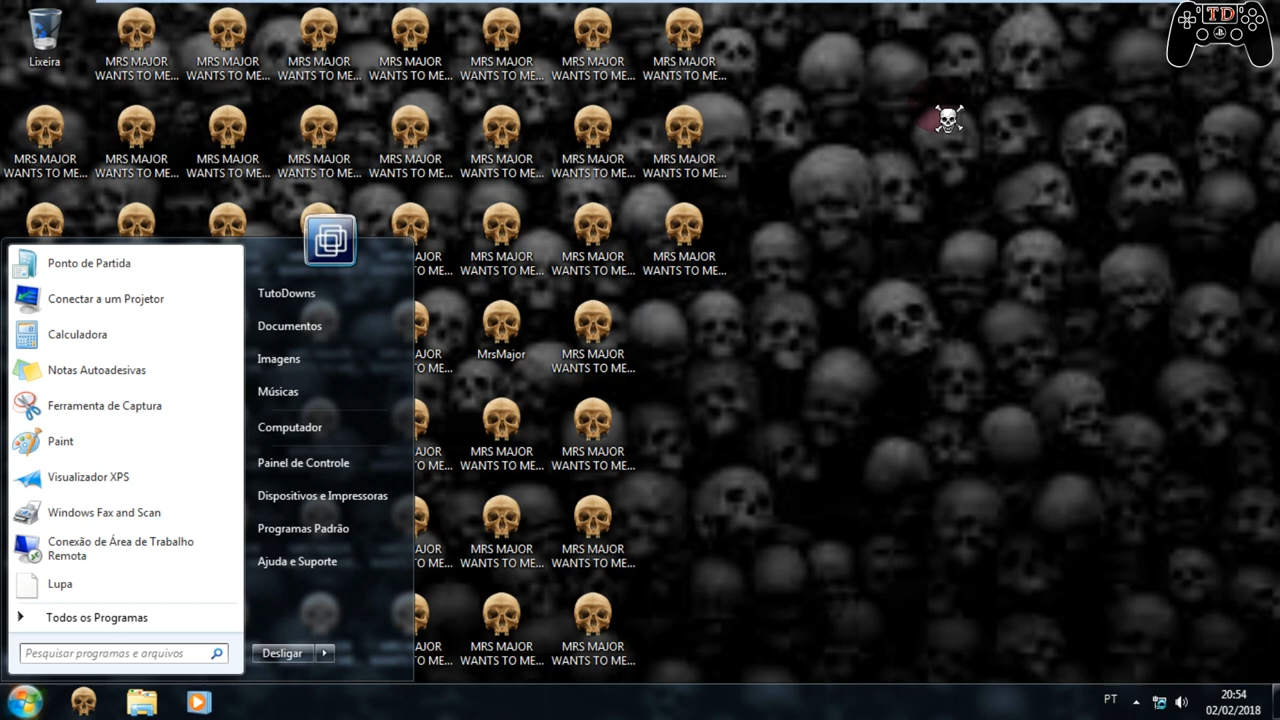 TD
Lixeira MRS MAJOR MRS MAJOR MRS MAJOR MRS MAJOR MRS MAJOR MRS MAJOR MRS MAJOR
WANTS TO ME... WANTS TO ME... WANTS TO ME... WANTS TO ME... WANTS TO ME... WANTS TO ME... WANTS TO ME...
MRS MAJOR MRS MAJOR MRS MAJOR MRS MAJOR MRS MAJOR MRS MAJOR MRS MAJOR MRS MAJOR
WANTS TO ME... WANTS TO ME... WANTS TO ME... WANTS TO ME... WANTS TO ME... WANTS TO ME... WANTS TO ME... WANTS TO ME...
AJOR MRS MAJOR MRS MAJOR MRS MAJOR
O ME... WANTS TO ME... WANTS TO ME... WANTS TO ME...
AJOR MrsMajor MRS MAJOR
O ME... WANTS TO ME...
AJOR MRS MAJOR MRS MAJOR
O ME... WANTS TO ME... WANTS TO ME...
AJOR MRS MAJOR MRS MAJOR
O ME... WANTS TO ME... WANTS TO ME...
AJOR MRS MAJOR MRS MAJOR
O ME... WANTS TO ME... WANTS TO ME...
Ponto de Partida
Conectar a um Projetor
Calculadora
Notas Autoadesivas
Ferramenta de Captura
Paint
Visualizador XPS
Windows Fax and Scan
Conexão de Área de Trabalho
Remota
Lupa
Todos os Programas
Pesquisar programas e arquivos
TutoDowns
Documentos
Imagens
Músicas
Computador
Painel de Controle
Dispositivos e Impressoras
Programas Padrão
Ajuda e Suporte
Desligar
PT
20:54
02/02/2018